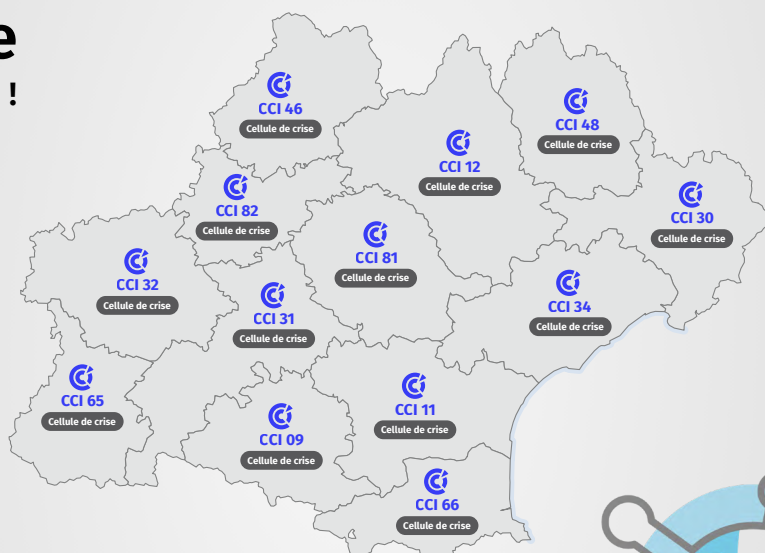 e
!
CCI 46
Cellule de crise
CCI 48
Cellule de crise
CCI 12
Cellule de crise
CCI 82
Cellule de crise
CCI 30
Cellule de crise
CCI 81
Cellule de crise
CCI 32
Cellule de crise
CCI 34
Cellule de crise
CCI 31
Cellule de crise
CCI 65
Cellule de crise
CCI 11
Cellule de crise
CCI 09
Cellule de crise
CCI 66
Cellule de crise